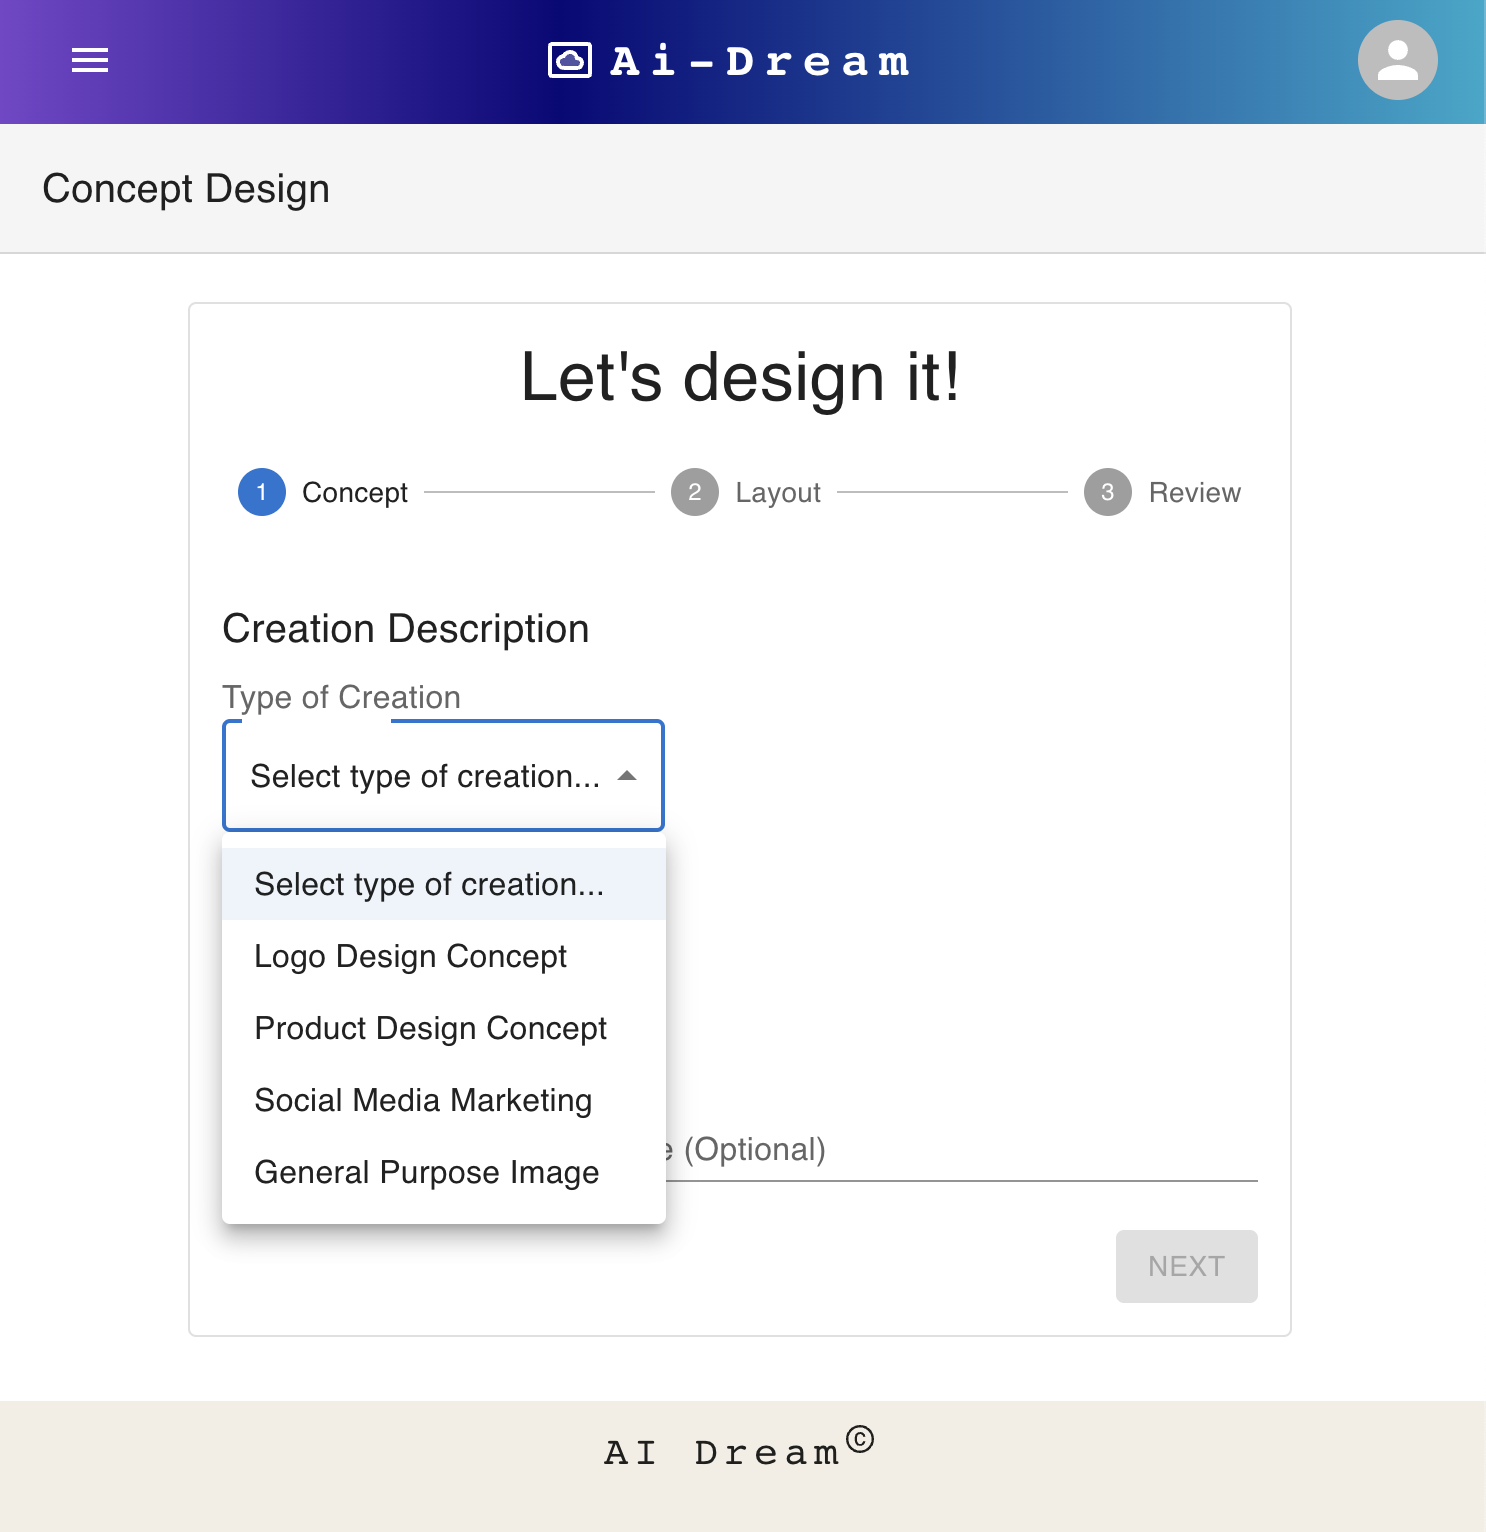 Ai-Dream
Concept Design
Let's design it!
1 Concept 2 Layout 3 Review
Creation Description
Type of Creation
Select type of creation...
Select type of creation...
Logo Design Concept
Product Design Concept
Social Media Marketing
(Optional)
General Purpose Image
NEXT
AI Dream©